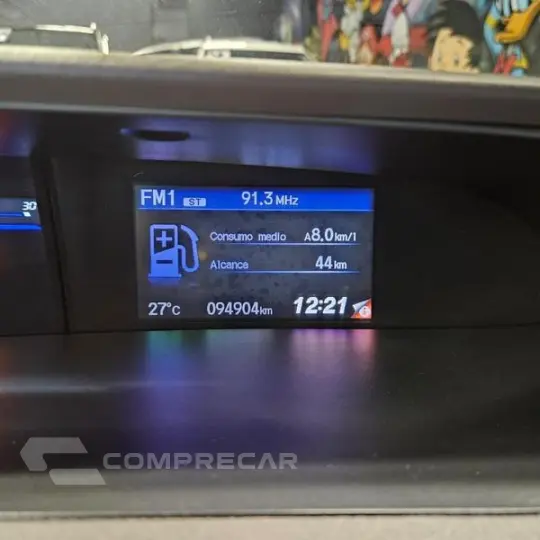 30
FM1 ST 91.3 MHz
Consumo medio A8.0km/l
Alcance 44km
27°C 094904km 12:21
COMPRECAR